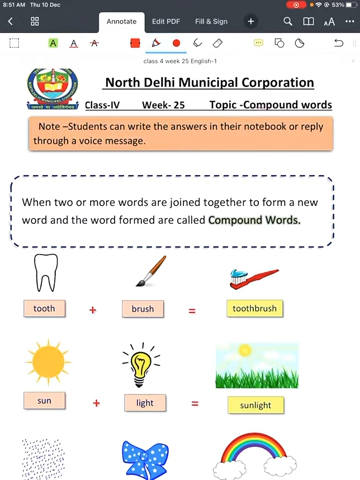 8:51 AM Thu 10 Dec 53%
Annotate Edit PDF Fill & Sign
class 4 week 25 English-1
North Delhi Municipal Corporation
Class-IV Week- 25 Topic -Compound words
Note –Students can write the answers in their notebook or reply
through a voice message.
When two or more words are joined together to form a new
word and the word formed are called Compound Words.
tooth + brush = toothbrush
sun + light = sunlight